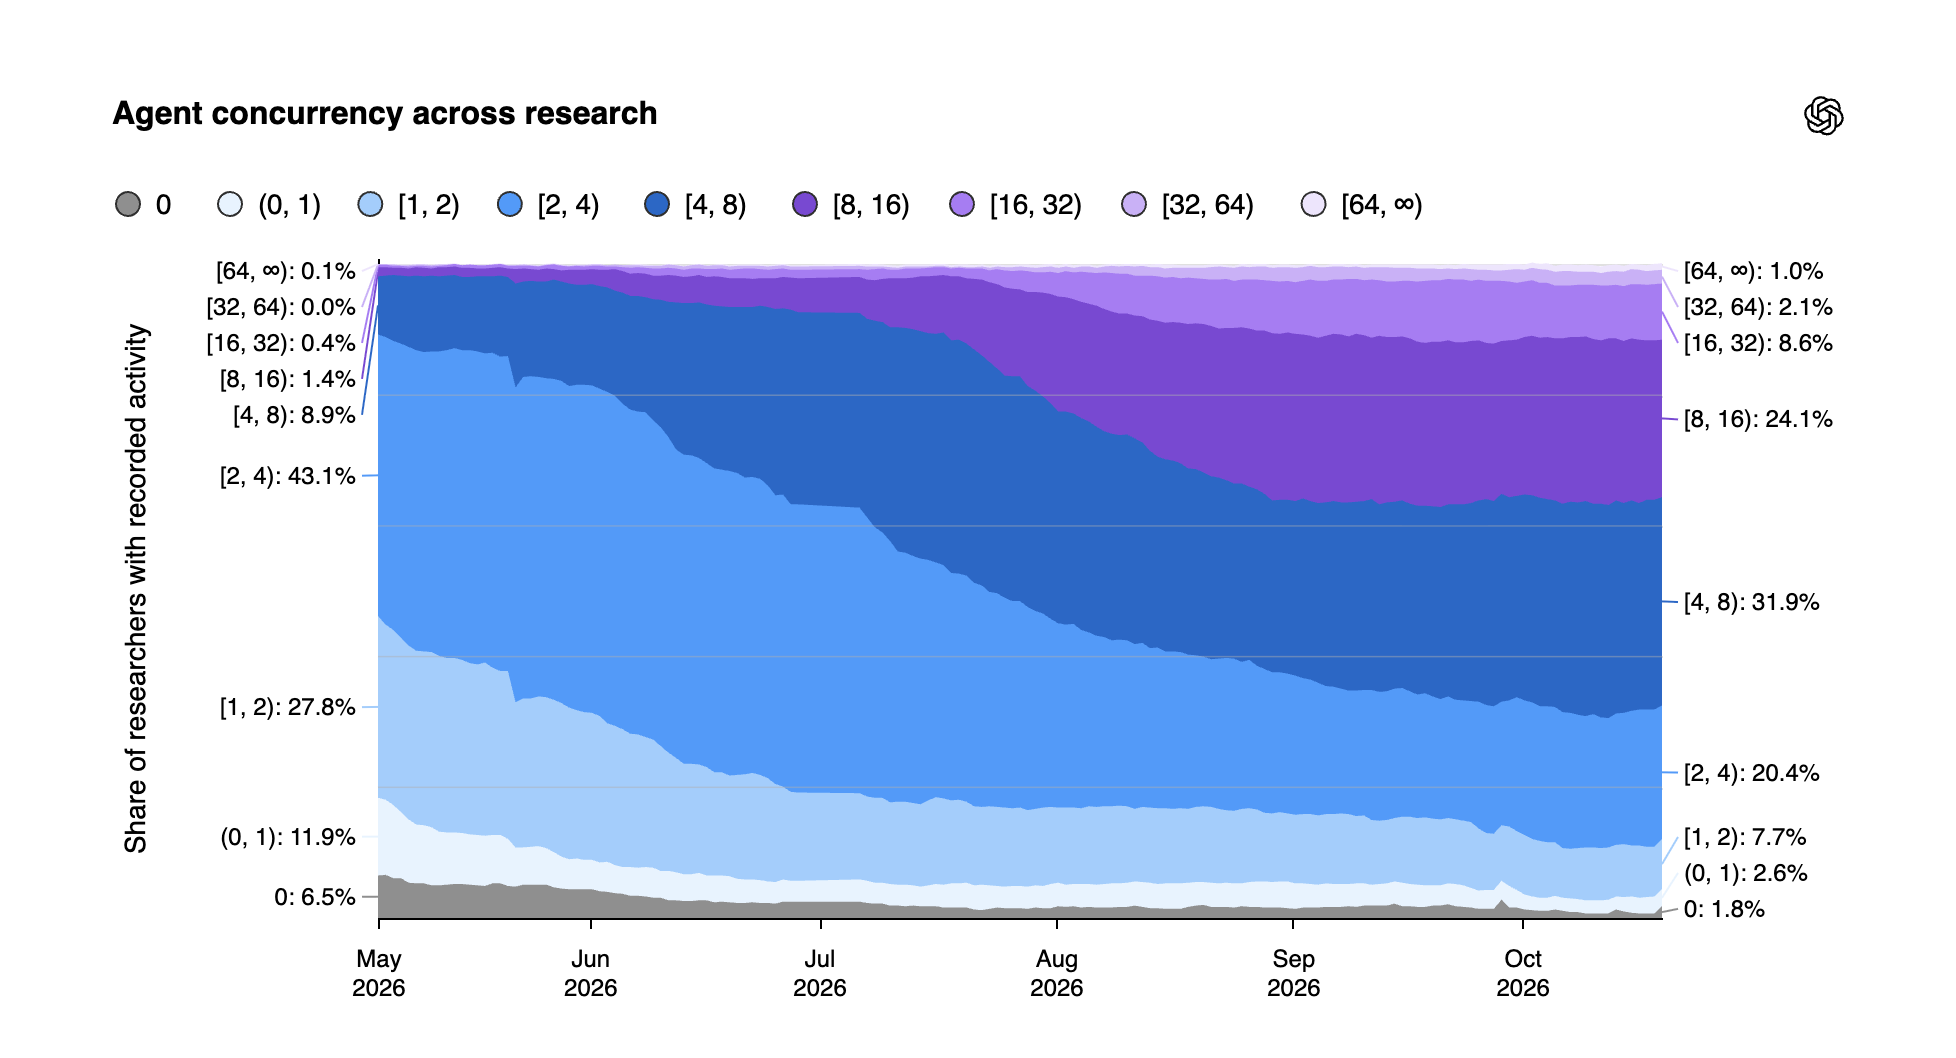 Agent concurrency across research
0 (0, 1) [1, 2) [2, 4) [4, 8) [8, 16) [16, 32) [32, 64) [64, ∞)
Share of researchers with recorded activity
[64, ∞): 0.1%
[32, 64): 0.0%
[16, 32): 0.4%
[8, 16): 1.4%
[4, 8): 8.9%
[2, 4): 43.1%
[1, 2): 27.8%
(0, 1): 11.9%
0: 6.5%
[64, ∞): 1.0%
[32, 64): 2.1%
[16, 32): 8.6%
[8, 16): 24.1%
[4, 8): 31.9%
[2, 4): 20.4%
[1, 2): 7.7%
(0, 1): 2.6%
0: 1.8%
May Jun Jul Aug Sep Oct
2026 2026 2026 2026 2026 2026